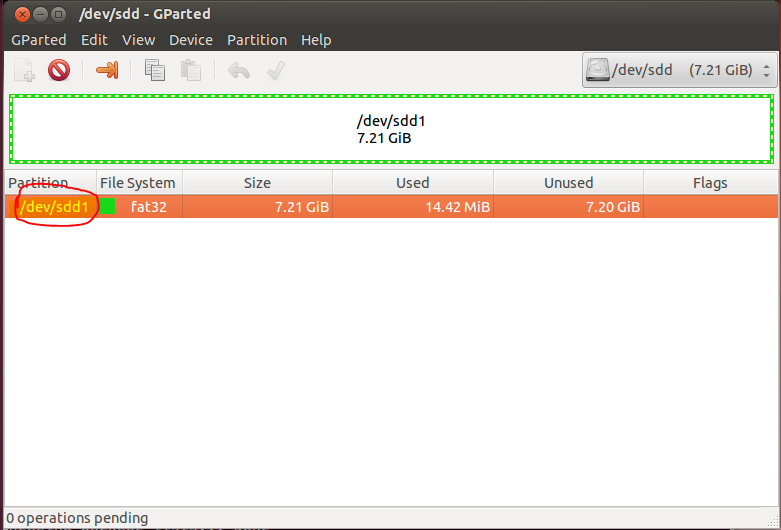 /dev/sdd - GParted
GParted Edit View Device Partition Help
/dev/sdd (7.21 GiB)
/dev/sdd1
7.21 GiB
Partition File System Size Used Unused Flags
/dev/sdd1 fat32 7.21 GiB 14.42 MiB 7.20 GiB
0 operations pending